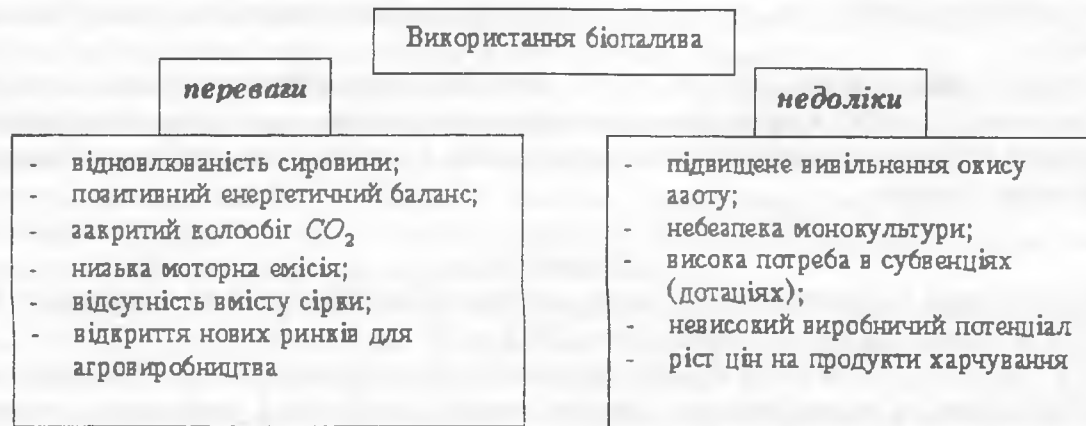 Використання біопалива
переваги
- відновлюваність сировини;
- позитивний енергетичний баланс;
- закритий колообіг CO₂
- низька моторна емісія;
- відсутність вмісту сірки;
- відкриття нових ринків для
агровиробництва
недоліки
- підвищене вивільнення окису
азоту;
- небезпека монокультури;
- висока потреба в субвенціях
(дотаціях);
- невисокий виробничий потенціал
- ріст цін на продукти харчування